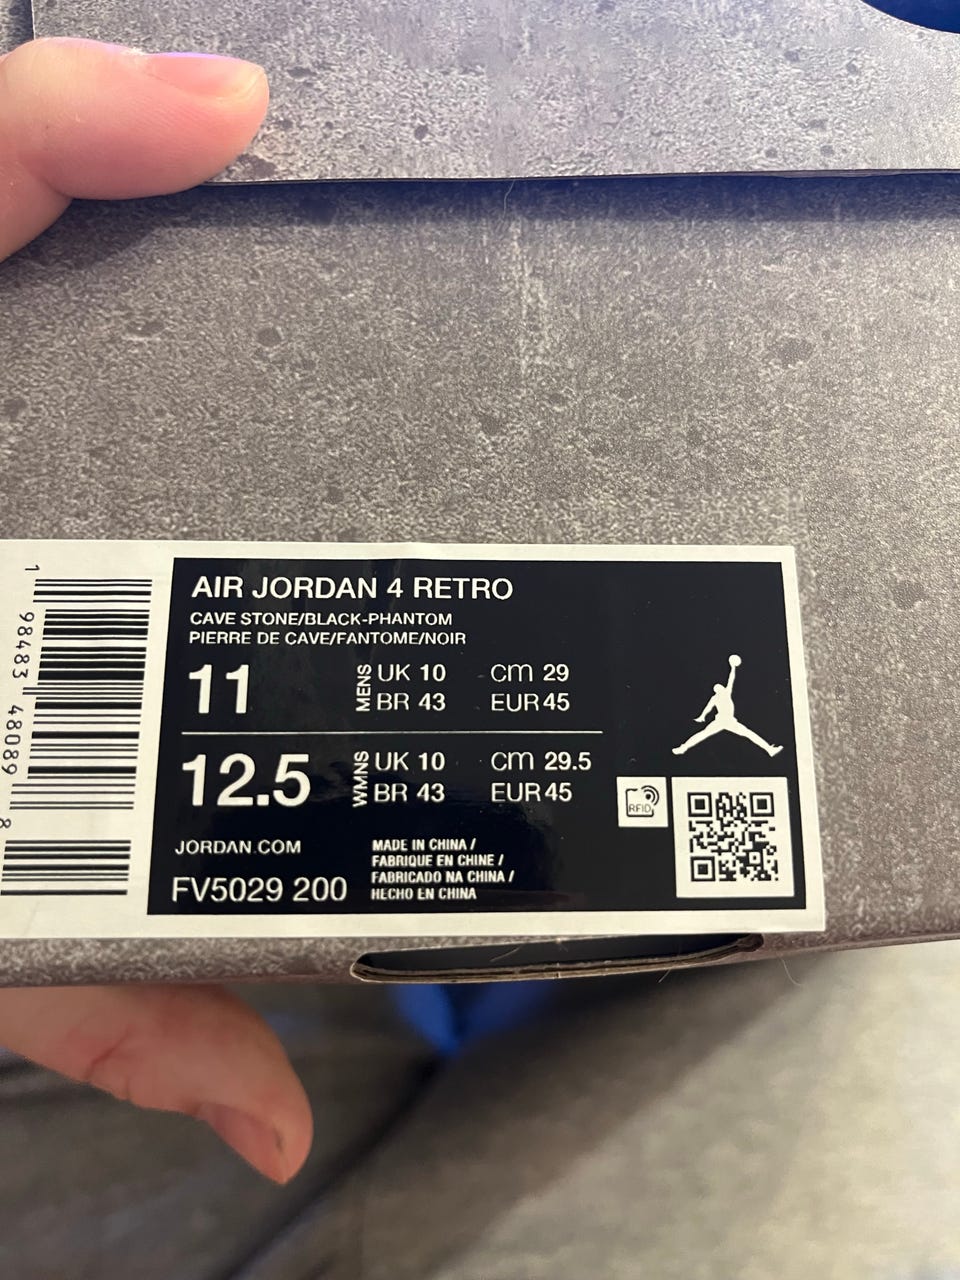 AIR JORDAN 4 RETRO
CAVE STONE/BLACK-PHANTOM
PIERRE DE CAVE/FANTOME/NOIR
11 MENS UK 10 CM 29
BR 43 EUR 45
12.5 WMNS UK 10 CM 29.5
BR 43 EUR 45
JORDAN.COM
FV5029 200
MADE IN CHINA /
FABRIQUE EN CHINE /
FABRICADO NA CHINA /
HECHO EN CHINA
RFID
1 98483 48089 8